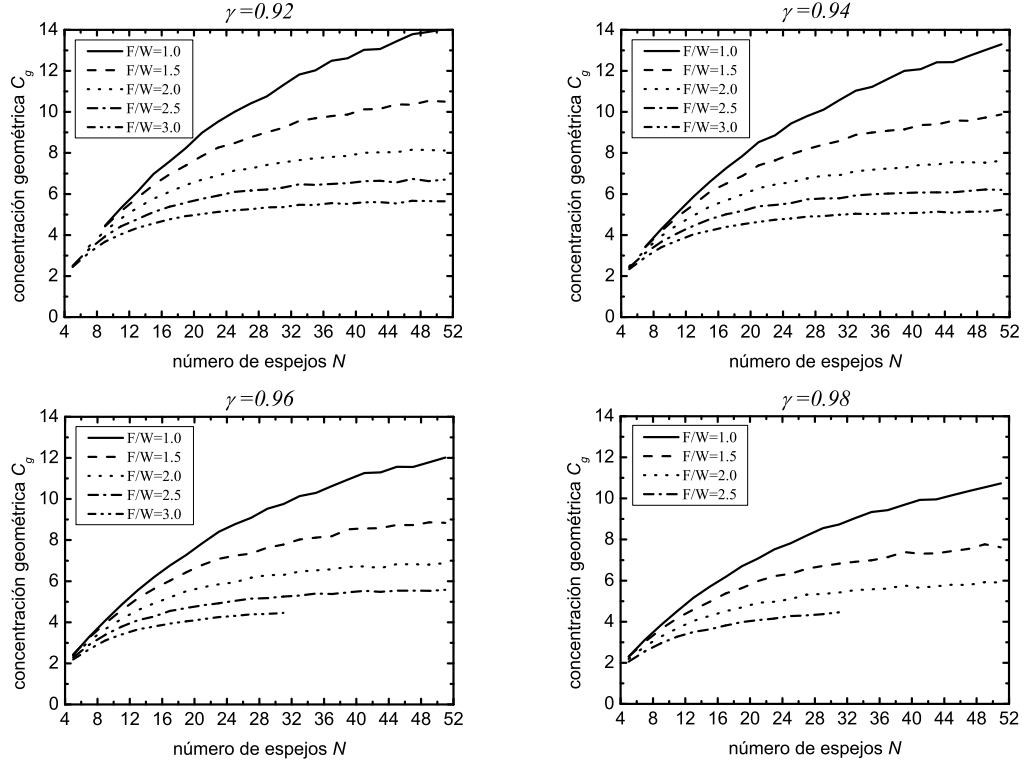 γ=0.92
concentración geométrica Cg
14
12
10
8
6
4
2
0
F/W=1.0
F/W=1.5
F/W=2.0
F/W=2.5
F/W=3.0
4 8 12 16 20 24 28 32 36 40 44 48 52
número de espejos N
γ=0.94
concentración geométrica Cg
14
12
10
8
6
4
2
0
F/W=1.0
F/W=1.5
F/W=2.0
F/W=2.5
F/W=3.0
4 8 12 16 20 24 28 32 36 40 44 48 52
número de espejos N
γ=0.96
concentración geométrica Cg
14
12
10
8
6
4
2
0
F/W=1.0
F/W=1.5
F/W=2.0
F/W=2.5
F/W=3.0
4 8 12 16 20 24 28 32 36 40 44 48 52
número de espejos N
γ=0.98
concentración geométrica Cg
14
12
10
8
6
4
2
0
F/W=1.0
F/W=1.5
F/W=2.0
F/W=2.5
4 8 12 16 20 24 28 32 36 40 44 48 52
número de espejos N